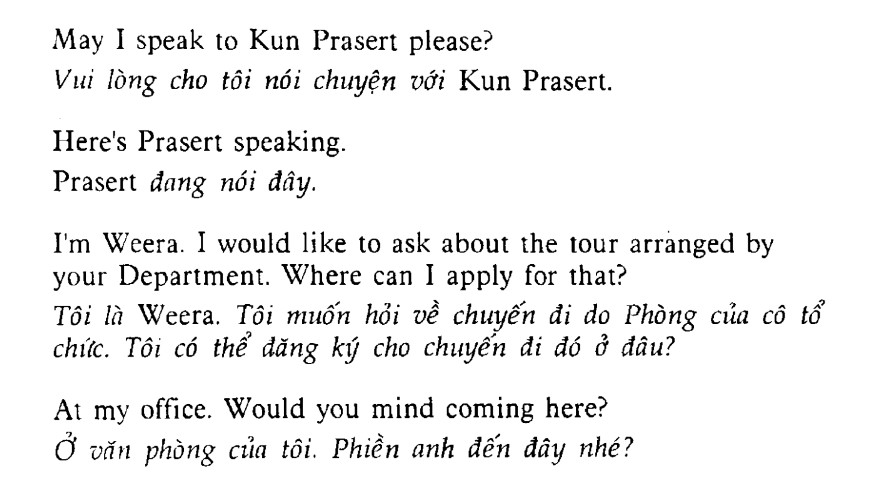 May I speak to Kun Prasert please?
Vui lòng cho tôi nói chuyện với Kun Prasert.
Here's Prasert speaking.
Prasert đang nói đây.
I'm Weera. I would like to ask about the tour arranged by
your Department. Where can I apply for that?
Tôi là Weera. Tôi muốn hỏi về chuyến đi do Phòng của cô tổ
chức. Tôi có thể đăng ký cho chuyến đi đó ở đâu?
At my office. Would you mind coming here?
Ở văn phòng của tôi. Phiền anh đến đây nhé?